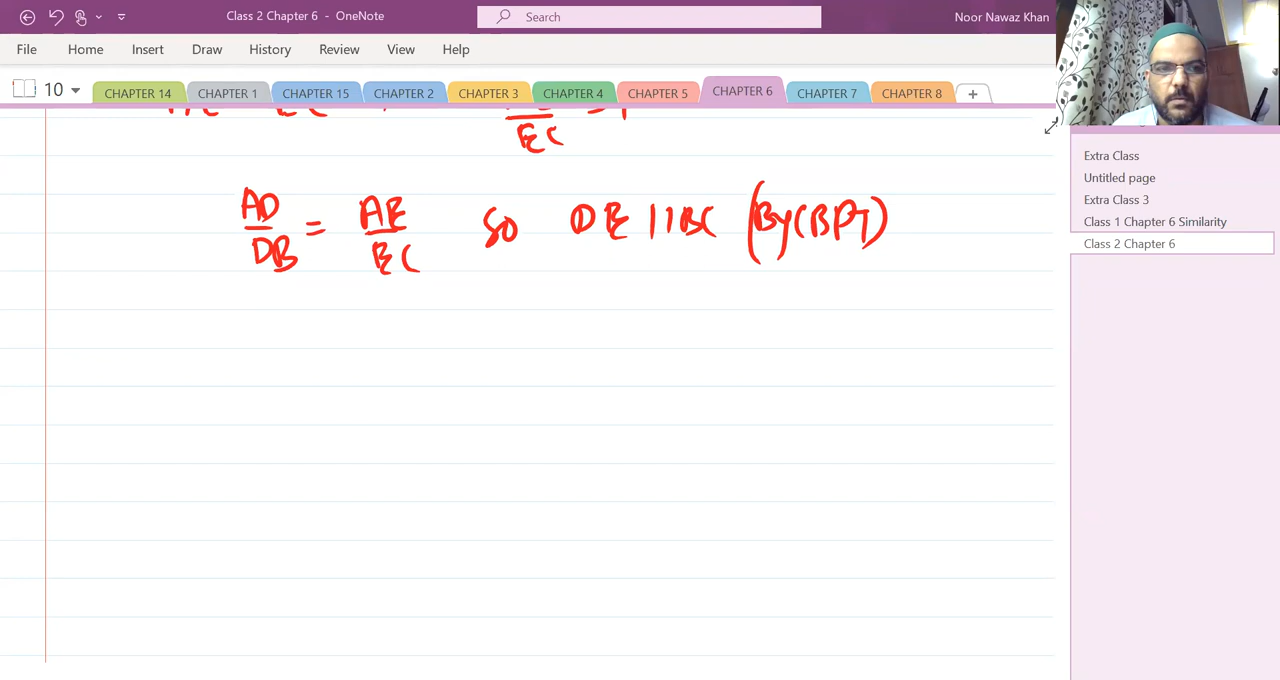 Class 2 Chapter 6 - OneNote
Search
Noor Nawaz Khan
File Home Insert Draw History Review View Help
10 CHAPTER 14 CHAPTER 1 CHAPTER 15 CHAPTER 2 CHAPTER 3 CHAPTER 4 CHAPTER 5 CHAPTER 6 CHAPTER 7 CHAPTER 8 +
Extra Class
Untitled page
Extra Class 3
Class 1 Chapter 6 Similarity
Class 2 Chapter 6
EC
AD/DB = AE/EC so DE || BC (By CBPT)